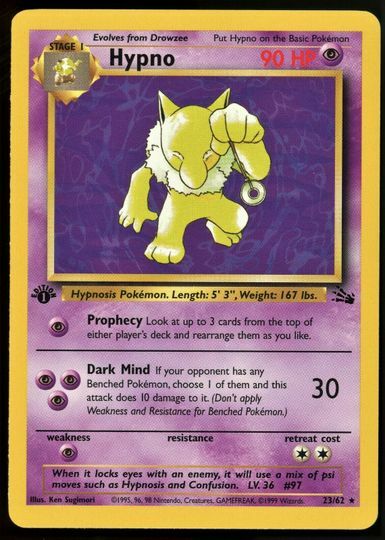 Evolves from Drowzee
Put Hypno on the Basic Pokémon
STAGE 1
Hypno
90 HP
EDITION
1
Hypnosis Pokémon. Length: 5' 3", Weight: 167 lbs.
Prophecy Look at up to 3 cards from the top of
either player's deck and rearrange them as you like.
Dark Mind If your opponent has any
Benched Pokémon, choose 1 of them and this
attack does 10 damage to it. (Don't apply
Weakness and Resistance for Benched Pokémon.)
30
weakness
resistance
retreat cost
When it locks eyes with an enemy, it will use a mix of psi
moves such as Hypnosis and Confusion. LV. 36 #97
Illus. Ken Sugimori
©1995, 96, 98 Nintendo, Creatures, GAMEFREAK. ©1999 Wizards.
23/62 ★